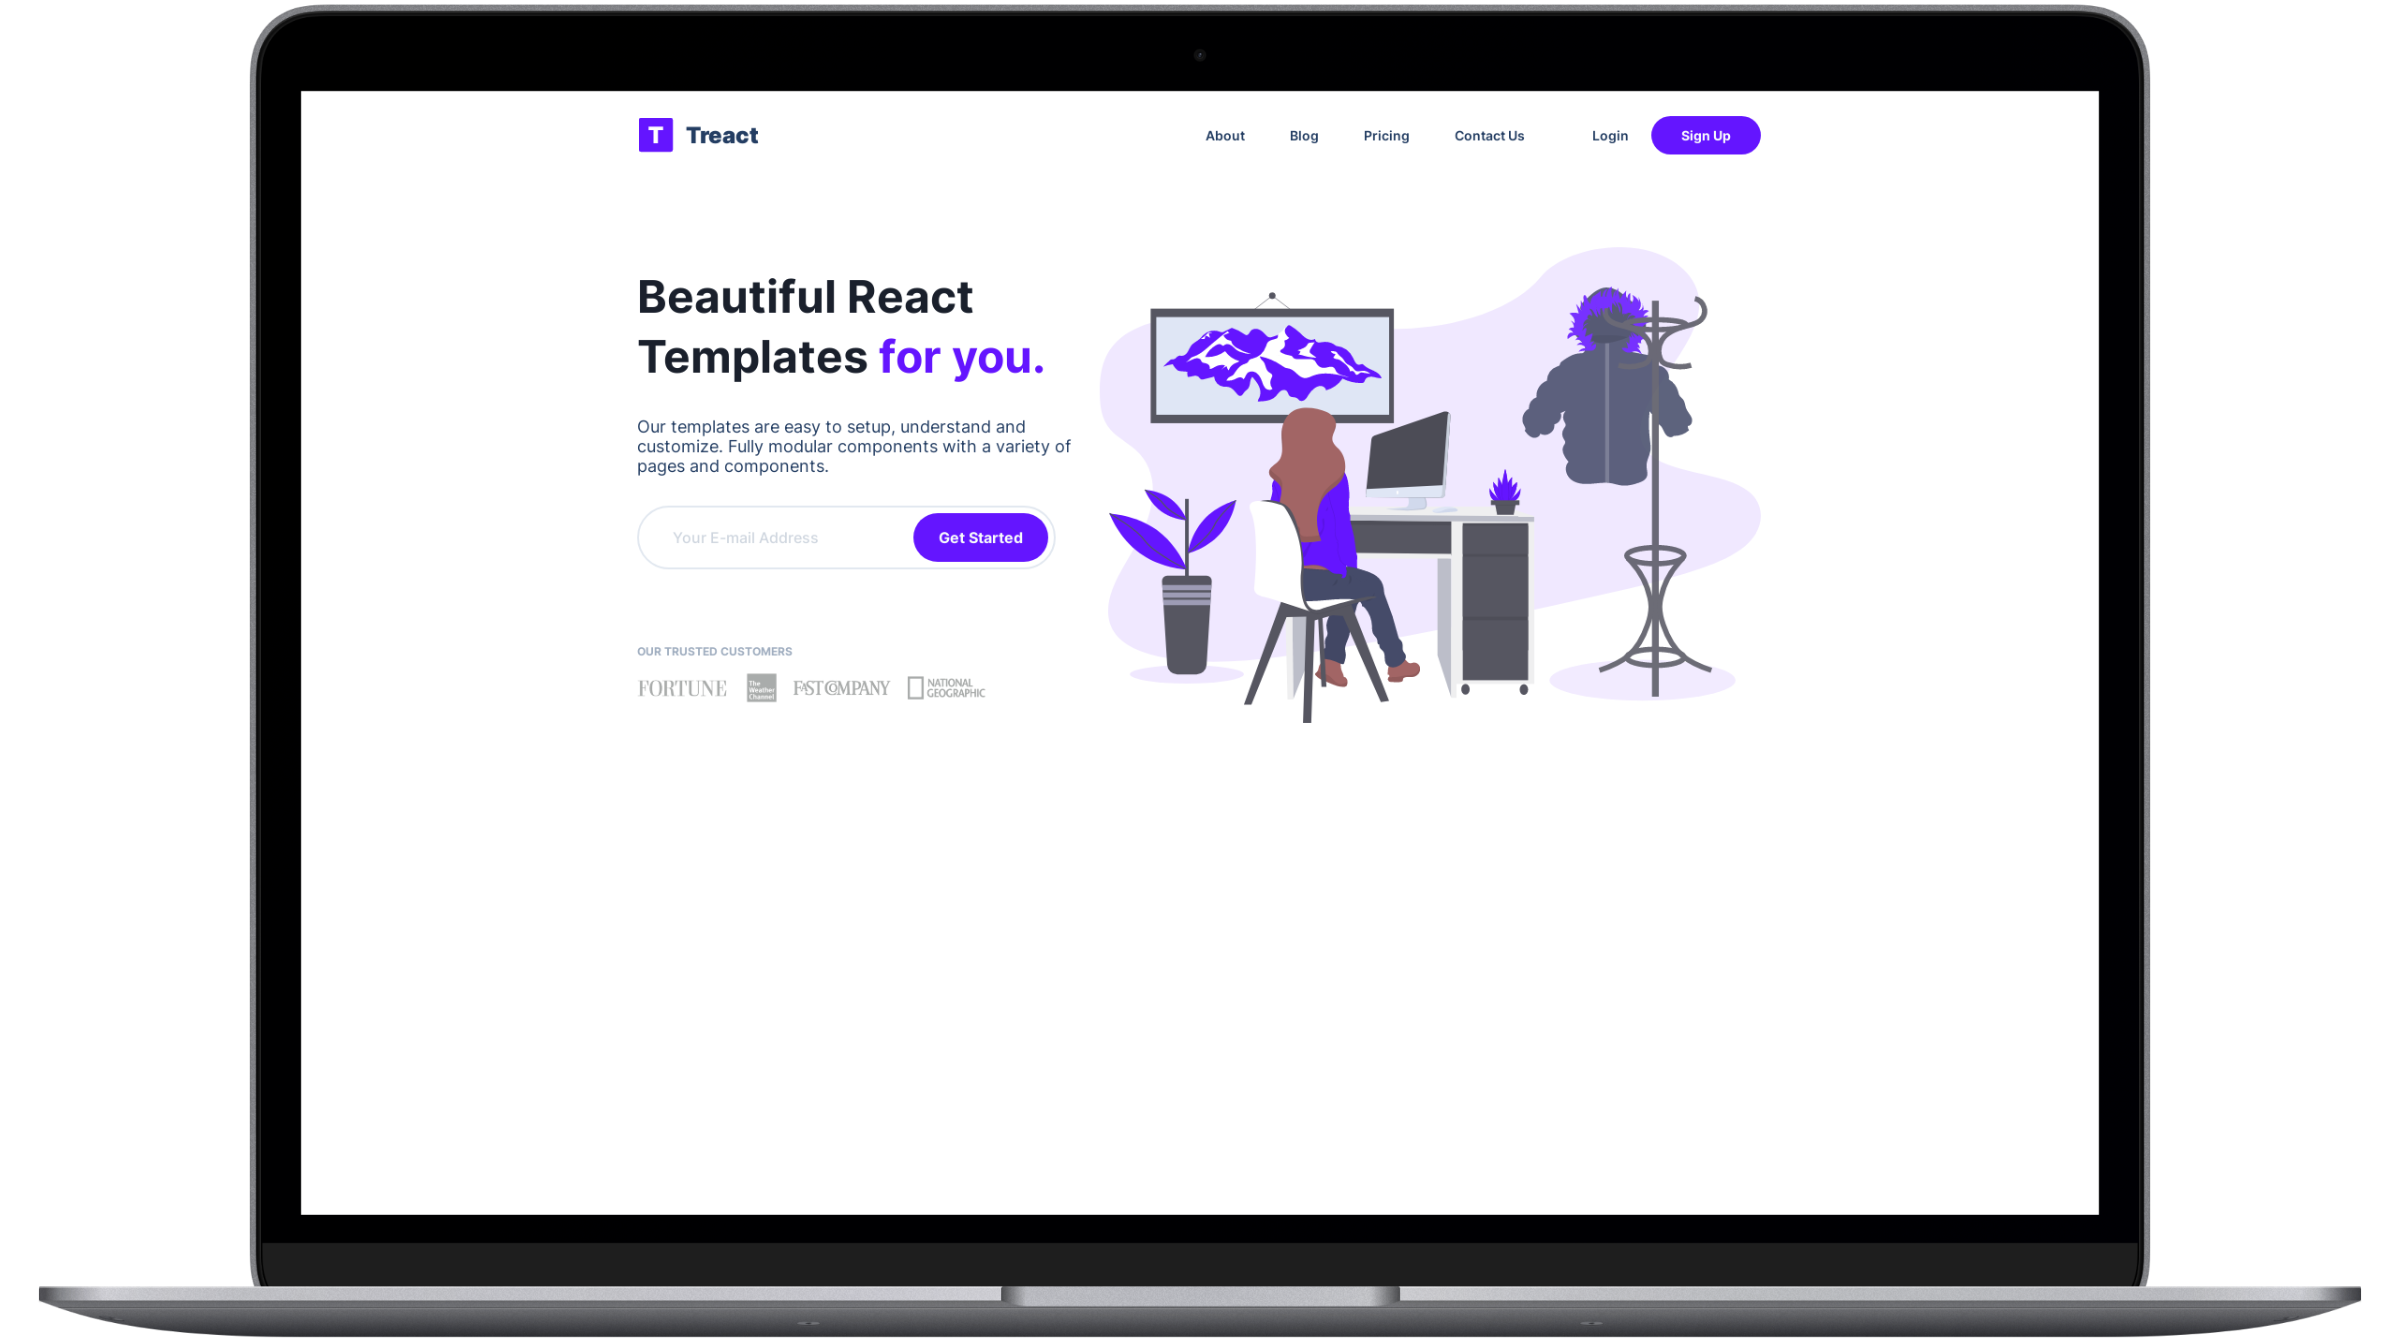 T Treact
About Blog Pricing Contact Us Login Sign Up
Beautiful React
Templates for you.
Our templates are easy to setup, understand and
customize. Fully modular components with a variety of
pages and components.
Your E-mail Address Get Started
OUR TRUSTED CUSTOMERS
FORTUNE
The
Weather
Channel
FAST COMPANY
NATIONAL
GEOGRAPHIC